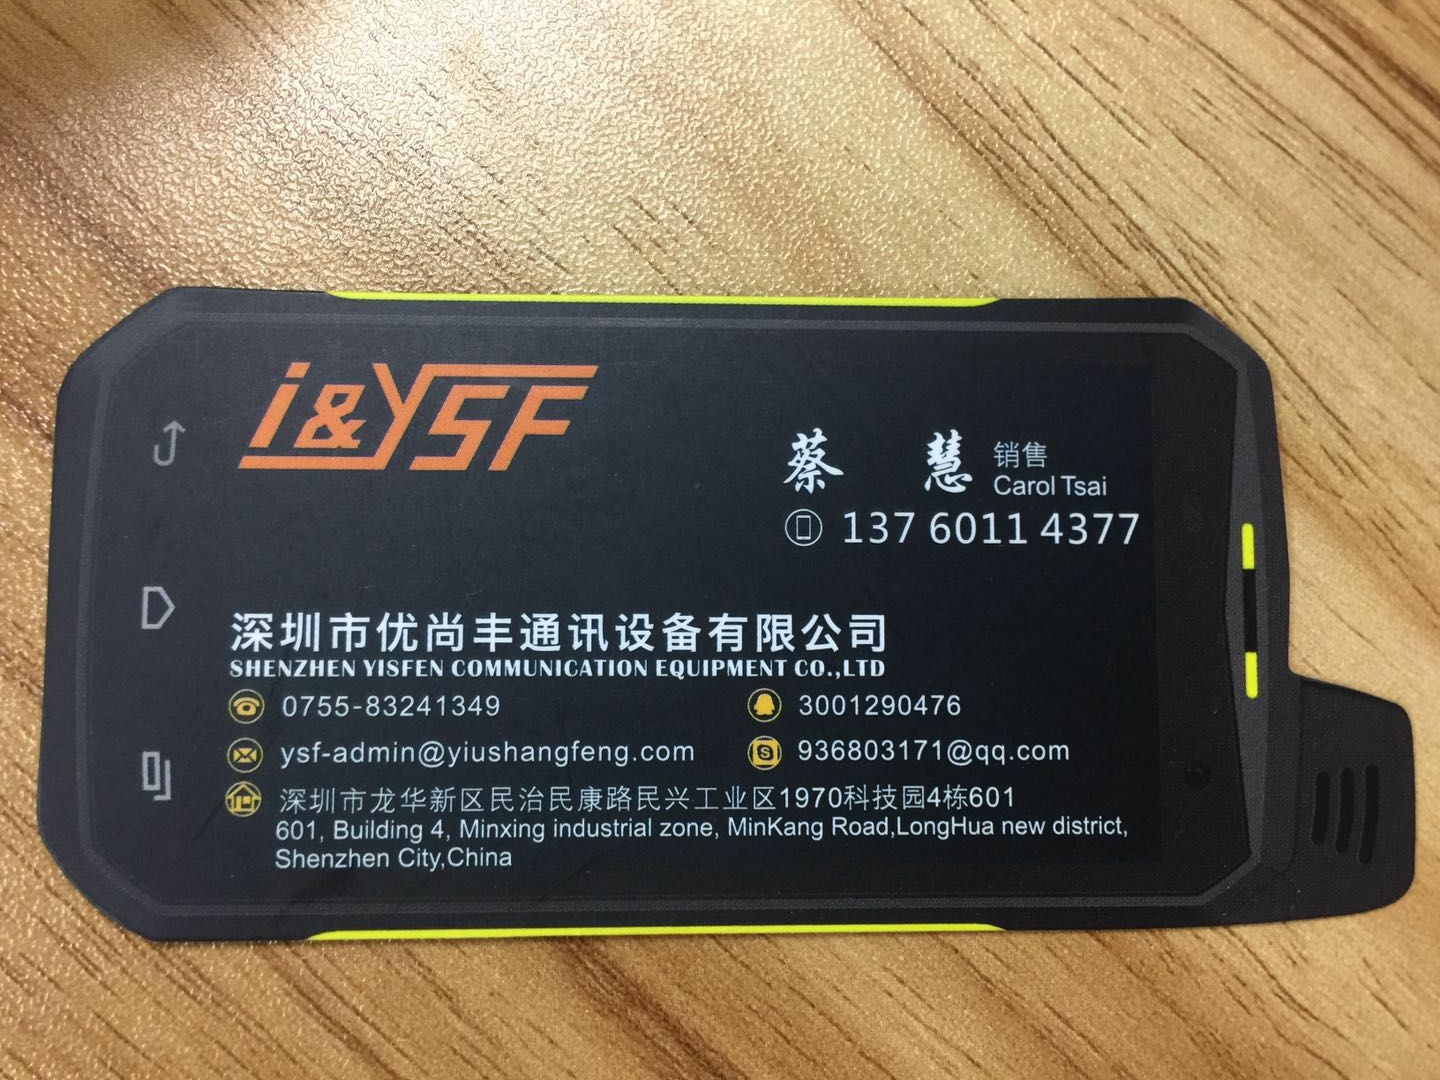 i&YSF
蔡 慧 销售
Carol Tsai
137 6011 4377
深圳市优尚丰通讯设备有限公司
SHENZHEN YISFEN COMMUNICATION EQUIPMENT CO.,LTD
0755-83241349 3001290476
ysf-admin@yiushangfeng.com 936803171@qq.com
深圳市龙华新区民治民康路民兴工业区1970科技园4栋601
601, Building 4, Minxing industrial zone, MinKang Road,LongHua new district,
Shenzhen City,China